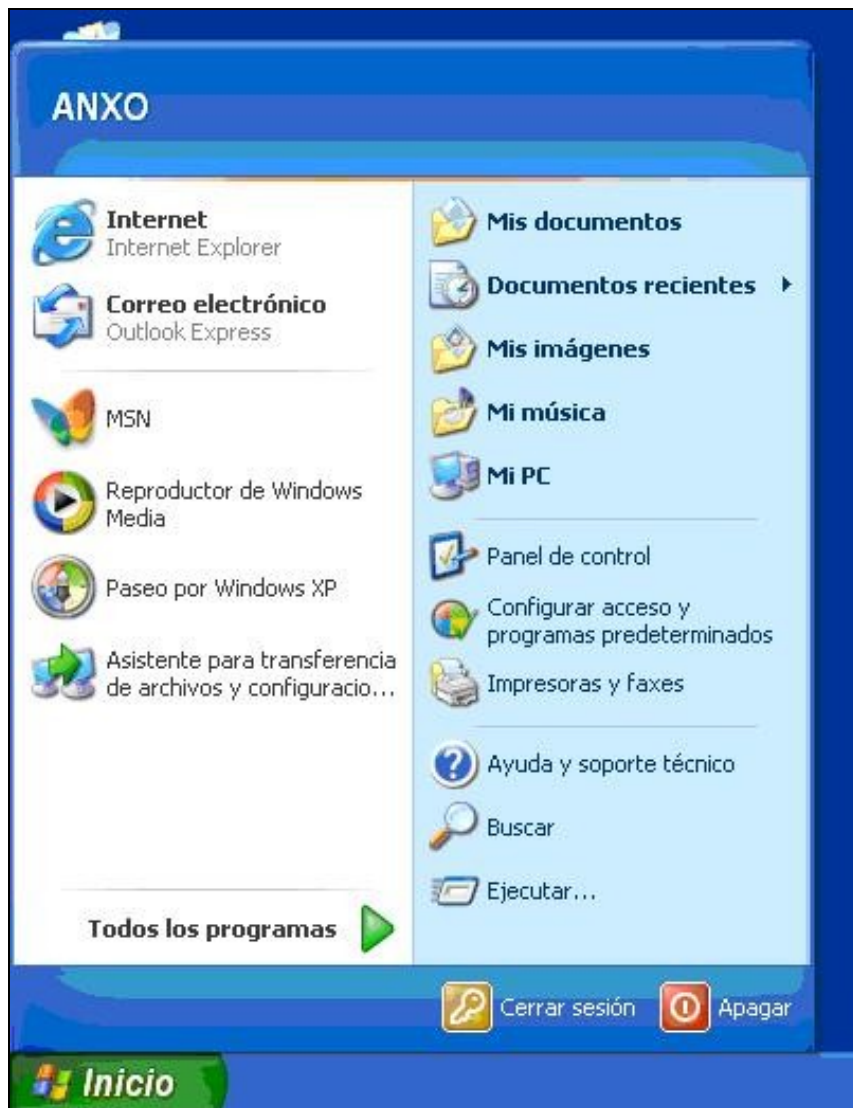 ANXO
Internet
Internet Explorer
Correo electrónico
Outlook Express
MSN
Reproductor de Windows
Media
Paseo por Windows XP
Asistente para transferencia
de archivos y configuracio...
Todos los programas
Mis documentos
Documentos recientes
Mis imágenes
Mi música
Mi PC
Panel de control
Configurar acceso y
programas predeterminados
Impresoras y faxes
Ayuda y soporte técnico
Buscar
Ejecutar...
Cerrar sesión
Apagar
Inicio